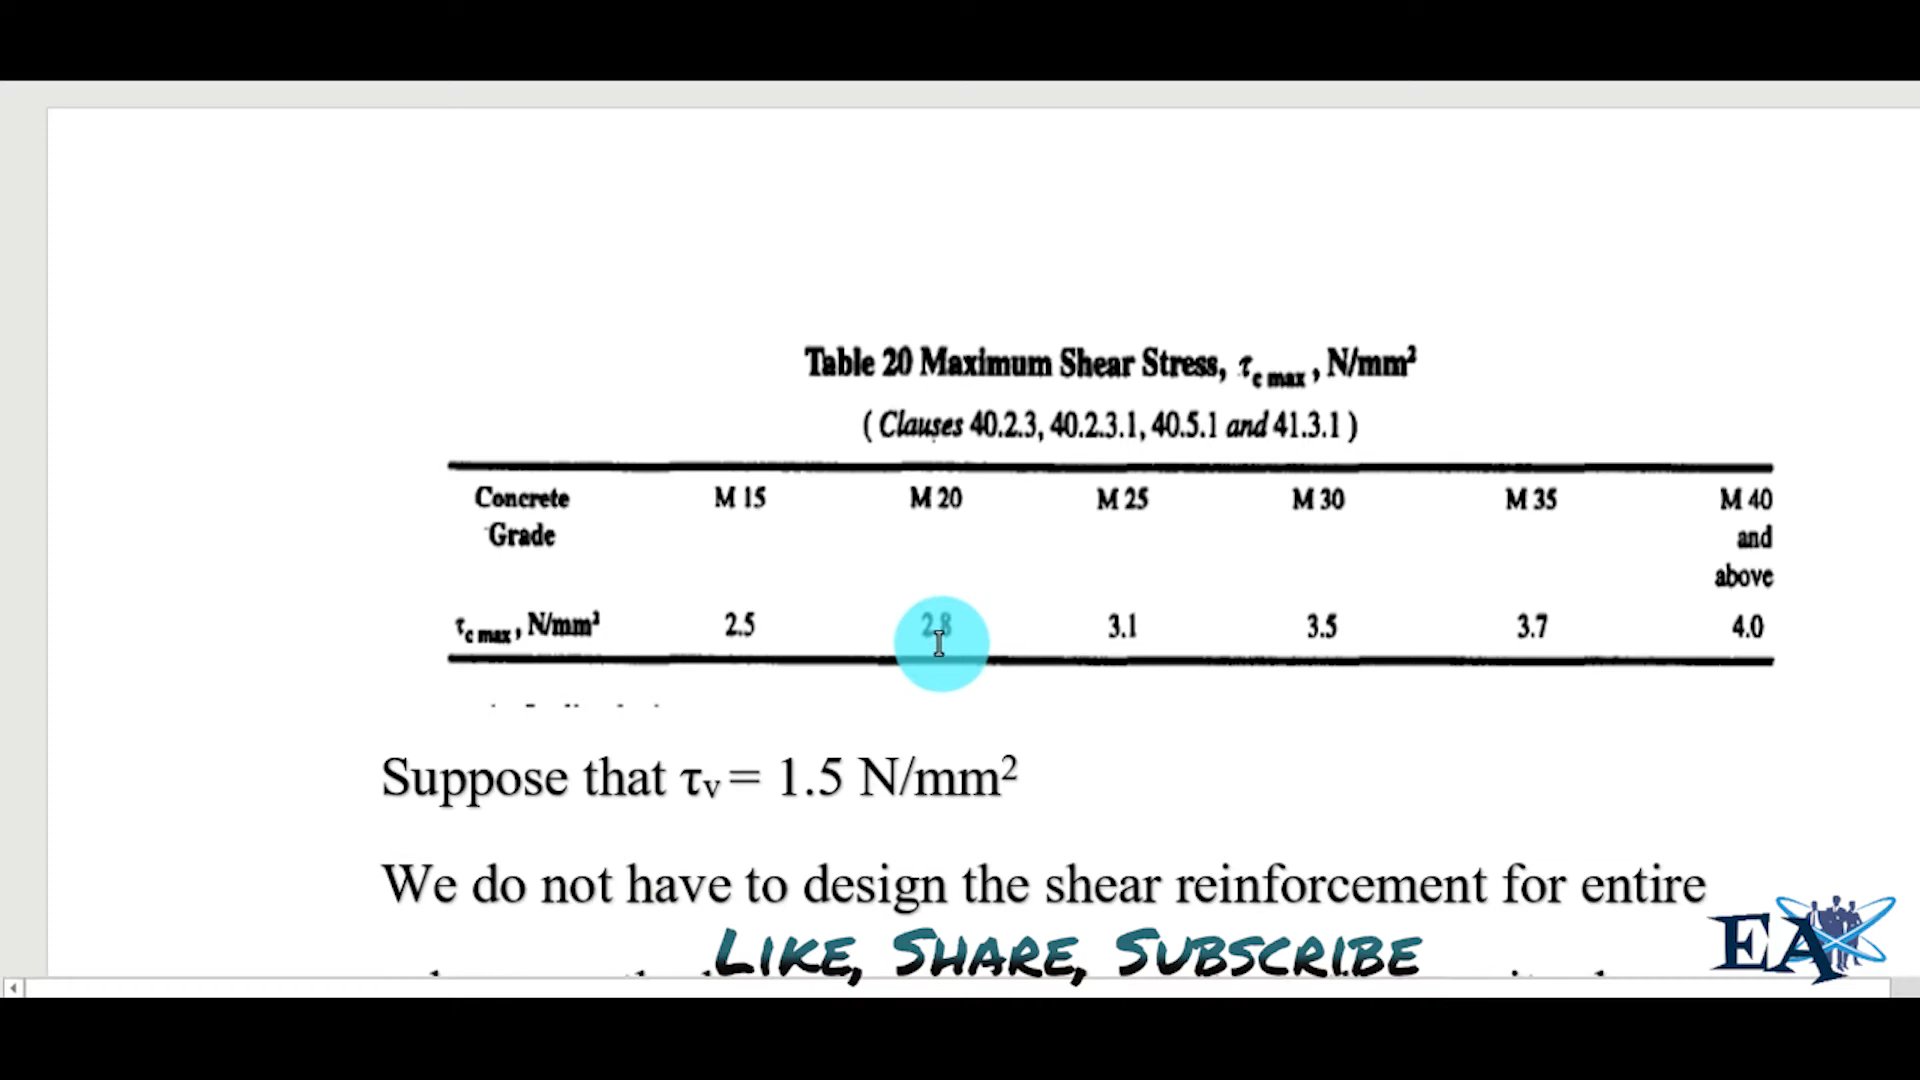 Table 20 Maximum Shear Stress, τc max , N/mm²
( Clauses 40.2.3, 40.2.3.1, 40.5.1 and 41.3.1 )
Concrete Grade M 15 M 20 M 25 M 30 M 35 M 40 and above
τc max , N/mm² 2.5 2.8 3.1 3.5 3.7 4.0
Suppose that τv = 1.5 N/mm²
We do not have to design the shear reinforcement for entire
LIKE, SHARE, SUBSCRIBE
EA